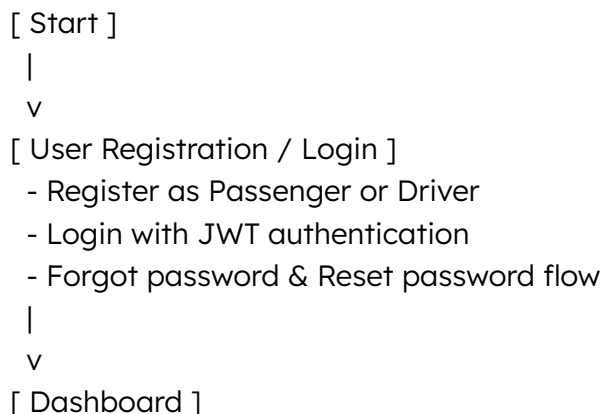 [ Start ]
|
v
[ User Registration / Login ]
- Register as Passenger or Driver
- Login with JWT authentication
- Forgot password & Reset password flow
|
v
[ Dashboard ]